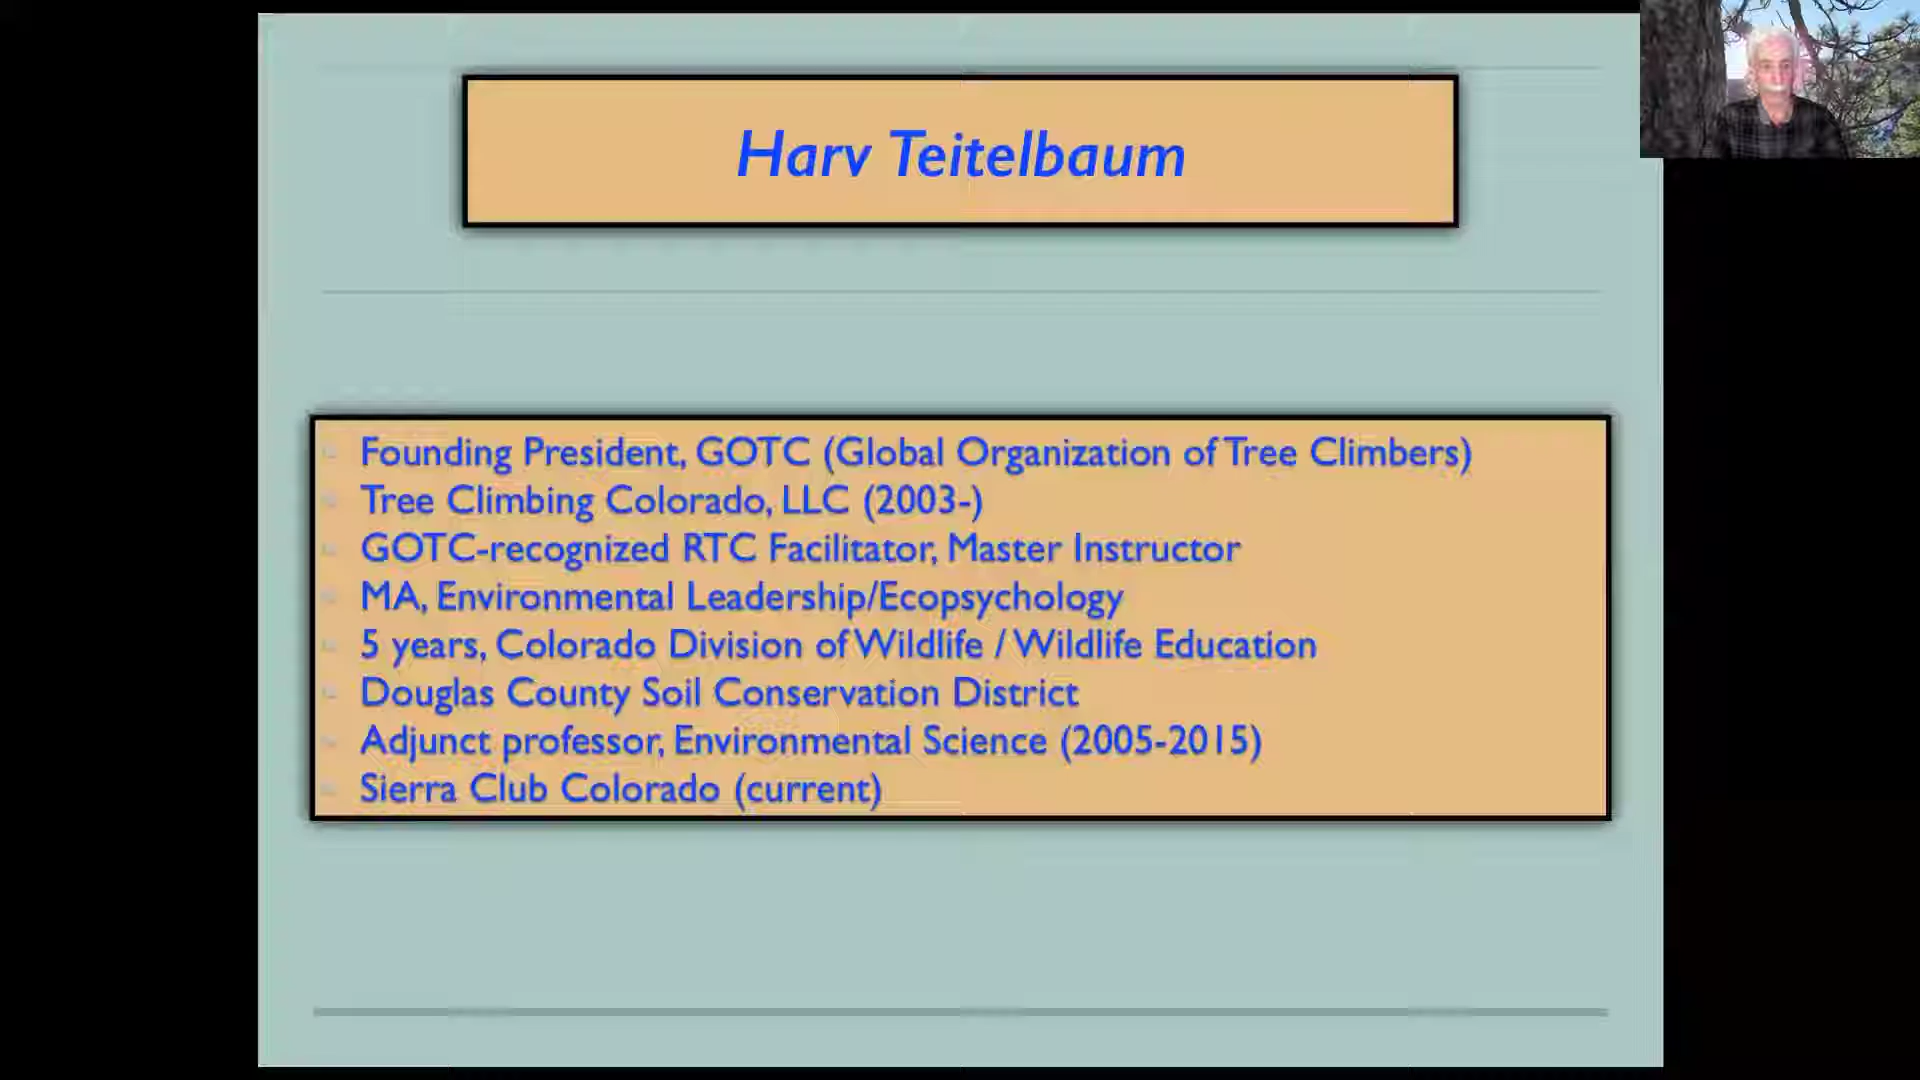 Harv Teitelbaum
Founding President, GOTC (Global Organization of Tree Climbers)
Tree Climbing Colorado, LLC (2003-)
GOTC-recognized RTC Facilitator, Master Instructor
MA, Environmental Leadership/Ecopsychology
5 years, Colorado Division of Wildlife / Wildlife Education
Douglas County Soil Conservation District
Adjunct professor, Environmental Science (2005-2015)
Sierra Club Colorado (current)